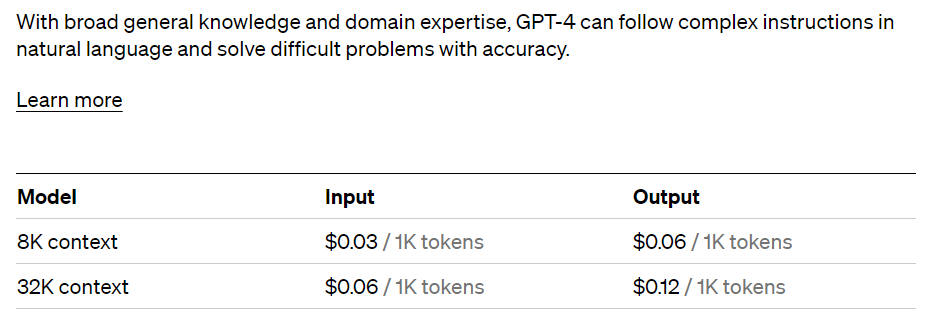 With broad general knowledge and domain expertise, GPT-4 can follow complex instructions in
natural language and solve difficult problems with accuracy.
Learn more
Model Input Output
8K context $0.03 / 1K tokens $0.06 / 1K tokens
32K context $0.06 / 1K tokens $0.12 / 1K tokens